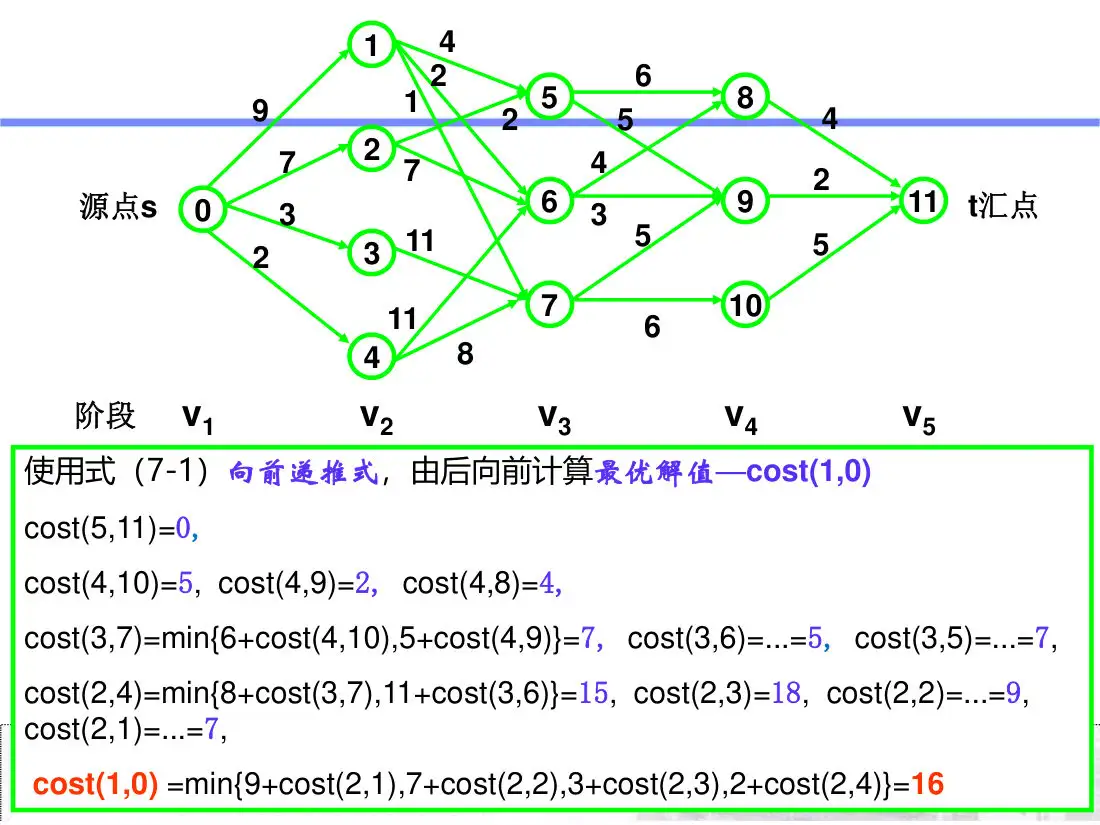 1 4
2
9 1 5 6 8
2 5 4
7 2 7
源点s 0 3 6 4 3 9 2 11 t汇点
2 3 11 5 5
7 10
11 6
4 8
阶段 v1 v2 v3 v4 v5
使用式（7-1）向前递推式，由后向前计算最优解值—cost(1,0)
cost(5,11)=0,
cost(4,10)=5, cost(4,9)=2, cost(4,8)=4,
cost(3,7)=min{6+cost(4,10),5+cost(4,9)}=7, cost(3,6)=...=5, cost(3,5)=...=7,
cost(2,4)=min{8+cost(3,7),11+cost(3,6)}=15, cost(2,3)=18, cost(2,2)=...=9,
cost(2,1)=...=7,
cost(1,0) =min{9+cost(2,1),7+cost(2,2),3+cost(2,3),2+cost(2,4)}=16